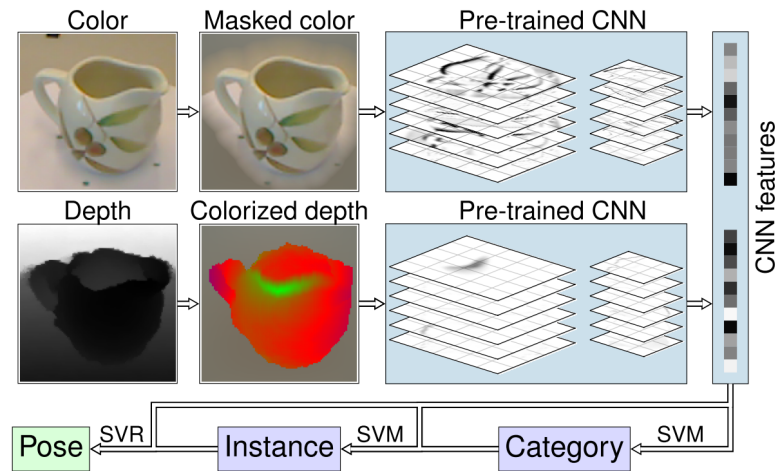 Color
Masked color
Pre-trained CNN
CNN features
Depth
Colorized depth
Pre-trained CNN
Pose
SVR
Instance
SVM
Category
SVM